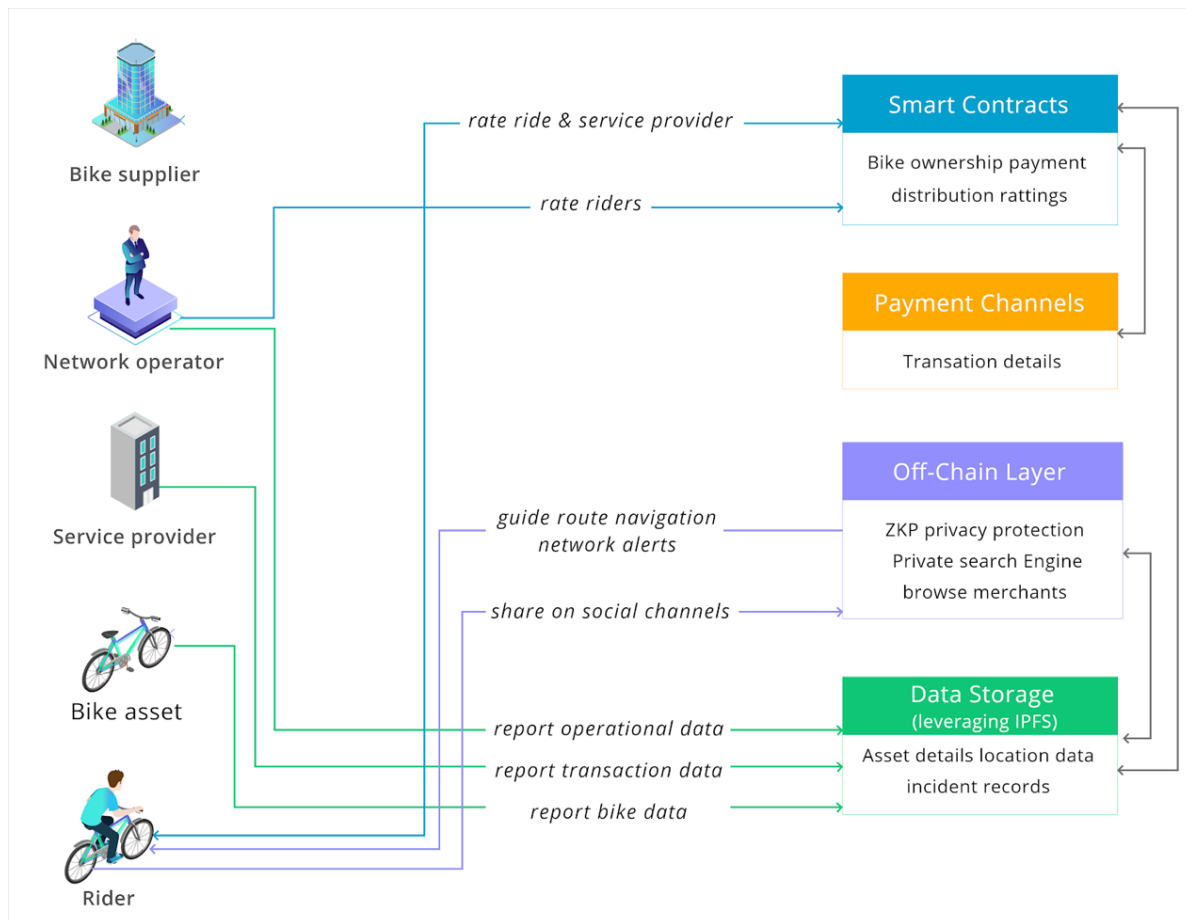 Bike supplier
Network operator
Service provider
Bike asset
Rider
rate ride & service provider
rate riders
guide route navigation
network alerts
share on social channels
report operational data
report transaction data
report bike data
Smart Contracts
Bike ownership payment
distribution rattings
Payment Channels
Transation details
Off-Chain Layer
ZKP privacy protection
Private search Engine
browse merchants
Data Storage
(leveraging IPFS)
Asset details location data
incident records